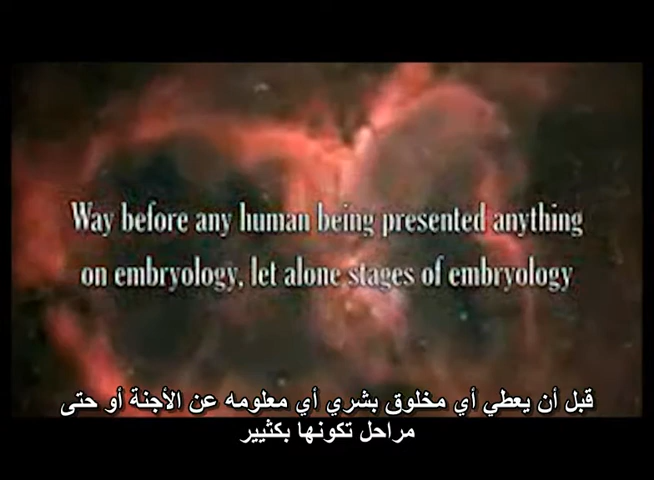 Way before any human being presented anything
on embryology, let alone stages of embryology
قبل أن يعطي أي مخلوق بشري أي معلومه عن الأجنة أو حتى
مراحل تكونها بكثيير